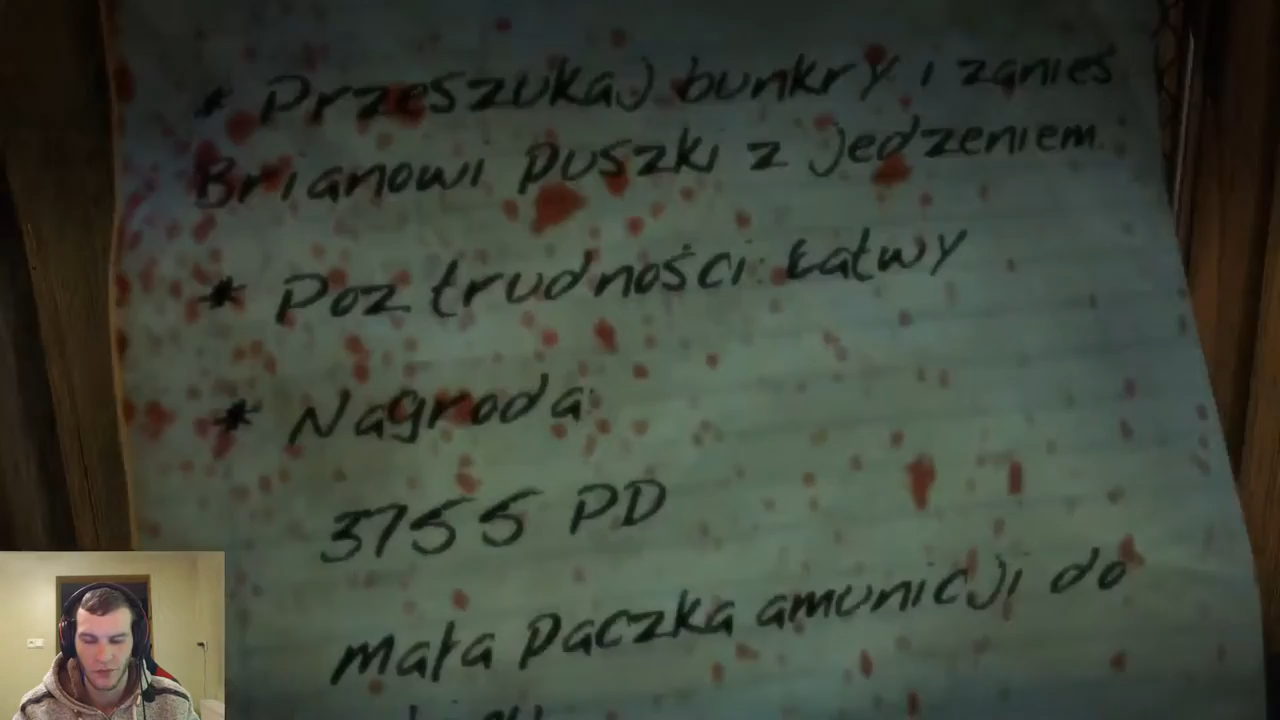 * Przeszukaj bunkry i zanieś
Brianowi puszki z jedzeniem.
* Poz trudności: Łatwy
* Nagroda:
3755 PD
mała paczka amunicji do